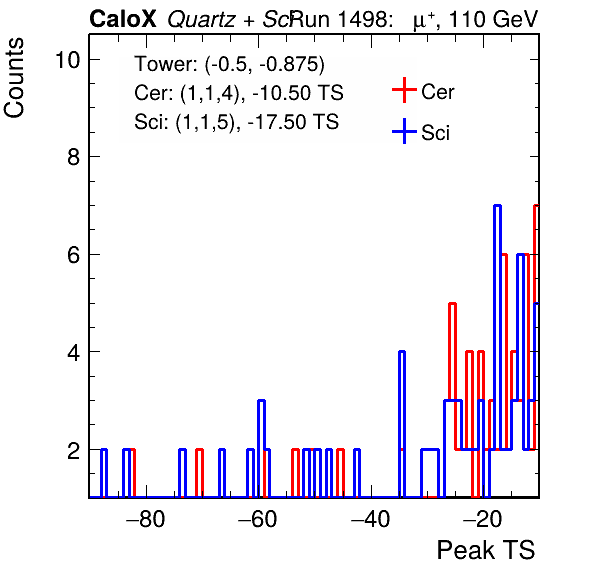 CaloX Quartz + Sci Run 1498: μ⁺, 110 GeV
Counts
Tower: (-0.5, -0.875)
Cer: (1,1,4), -10.50 TS
Sci: (1,1,5), -17.50 TS
Cer
Sci
10
8
6
4
2
−80 −60 −40 −20
Peak TS